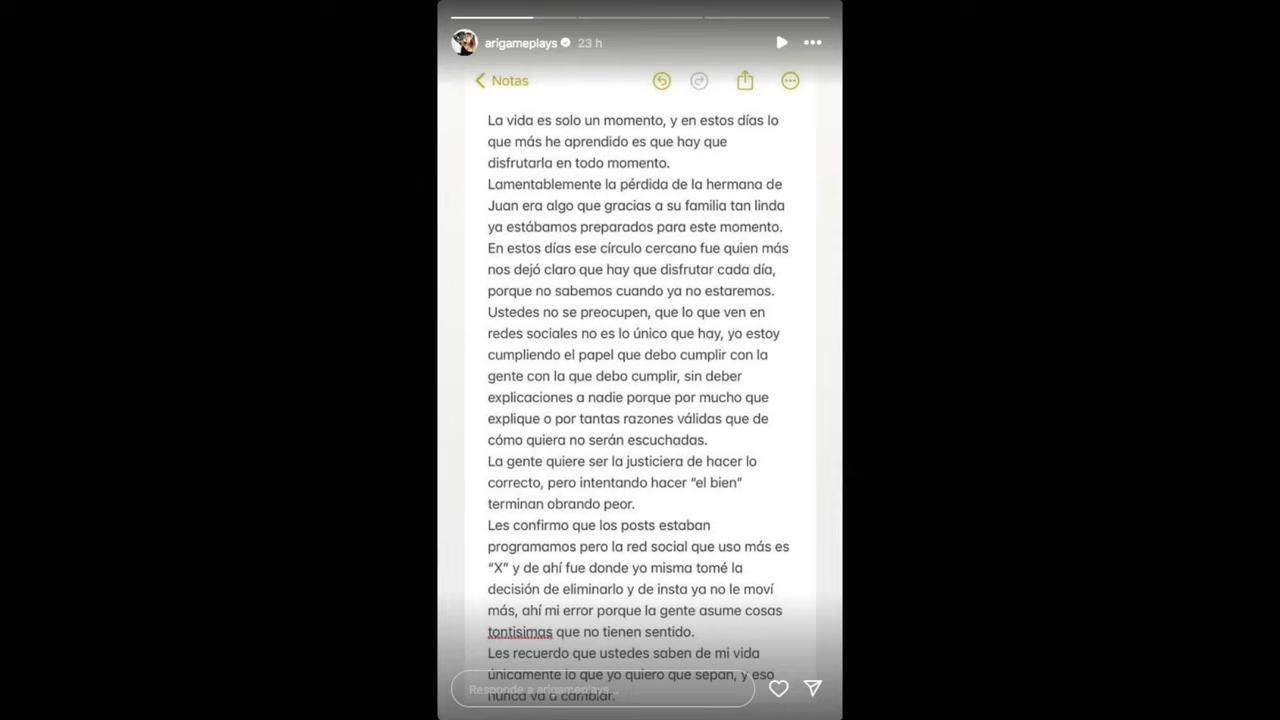 arigameplays 23 h
Notas
La vida es solo un momento, y en estos días lo
que más he aprendido es que hay que
disfrutarla en todo momento.
Lamentablemente la pérdida de la hermana de
Juan era algo que gracias a su familia tan linda
ya estábamos preparados para este momento.
En estos días ese círculo cercano fue quien más
nos dejó claro que hay que disfrutar cada día,
porque no sabemos cuando ya no estaremos.
Ustedes no se preocupen, que lo que ven en
redes sociales no es lo único que hay, yo estoy
cumpliendo el papel que debo cumplir con la
gente con la que debo cumplir, sin deber
explicaciones a nadie porque por mucho que
explique o por tantas razones válidas que de
cómo quiera no serán escuchadas.
La gente quiere ser la justiciera de hacer lo
correcto, pero intentando hacer “el bien”
terminan obrando peor.
Les confirmo que los posts estaban
programamos pero la red social que uso más es
“X” y de ahí fue donde yo misma tomé la
decisión de eliminarlo y de insta ya no le moví
más, ahí mi error porque la gente asume cosas
tontisimas que no tienen sentido.
Les recuerdo que ustedes saben de mi vida
únicamente lo que yo quiero que sepan, y eso
nunca va a cambiar.
Responde a arigameplays...